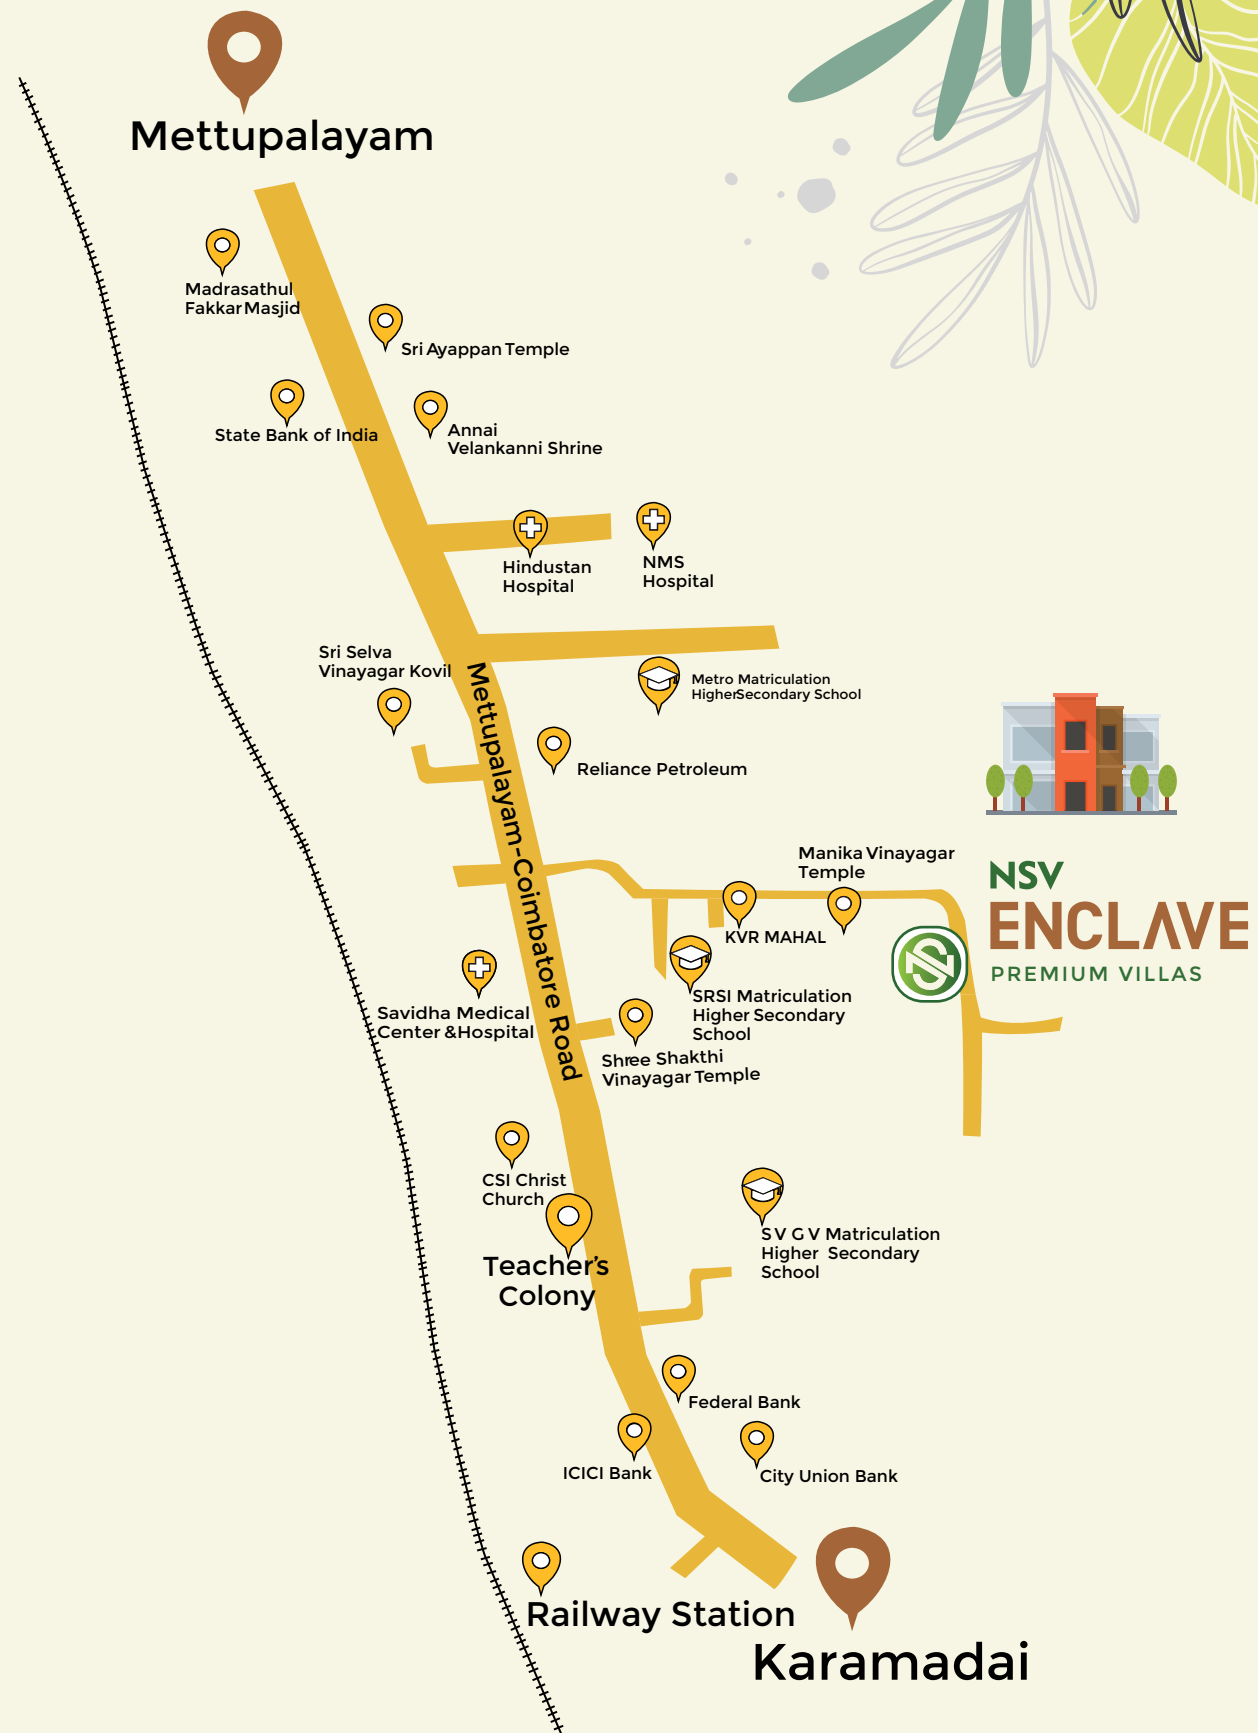 Mettupalayam
Madrasathul
Fakkar Masjid
Sri Ayappan Temple
State Bank of India
Annai
Velankanni Shrine
Hindustan
Hospital
NMS
Hospital
Sri Selva
Vinayagar Kovil
Metro Matriculation
HigherSecondary School
Reliance Petroleum
Mettupalayam-Coimbatore Road
Manika Vinayagar
Temple
KVR MAHAL
NSV
ENCLAVE
PREMIUM VILLAS
Savidha Medical
Center &Hospital
SRSI Matriculation
Higher Secondary
School
Shree Shakthi
Vinayagar Temple
CSI Christ
Church
Teacher's
Colony
S V G V Matriculation
Higher Secondary
School
Federal Bank
ICICI Bank
City Union Bank
Railway Station
Karamadai